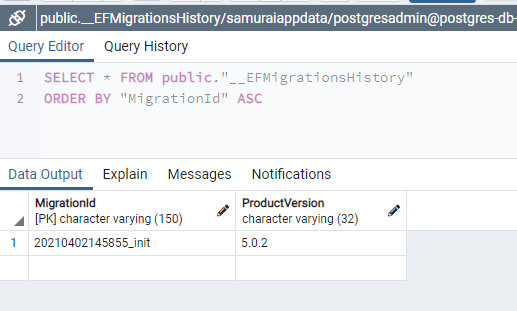 public.__EFMigrationsHistory/samuraiappdata/postgresadmin@postgres-db-
Query Editor Query History
1 SELECT * FROM public."__EFMigrationsHistory"
2 ORDER BY "MigrationId" ASC
Data Output Explain Messages Notifications
MigrationId ProductVersion
[PK] character varying (150) character varying (32)
1 20210402145855_init 5.0.2